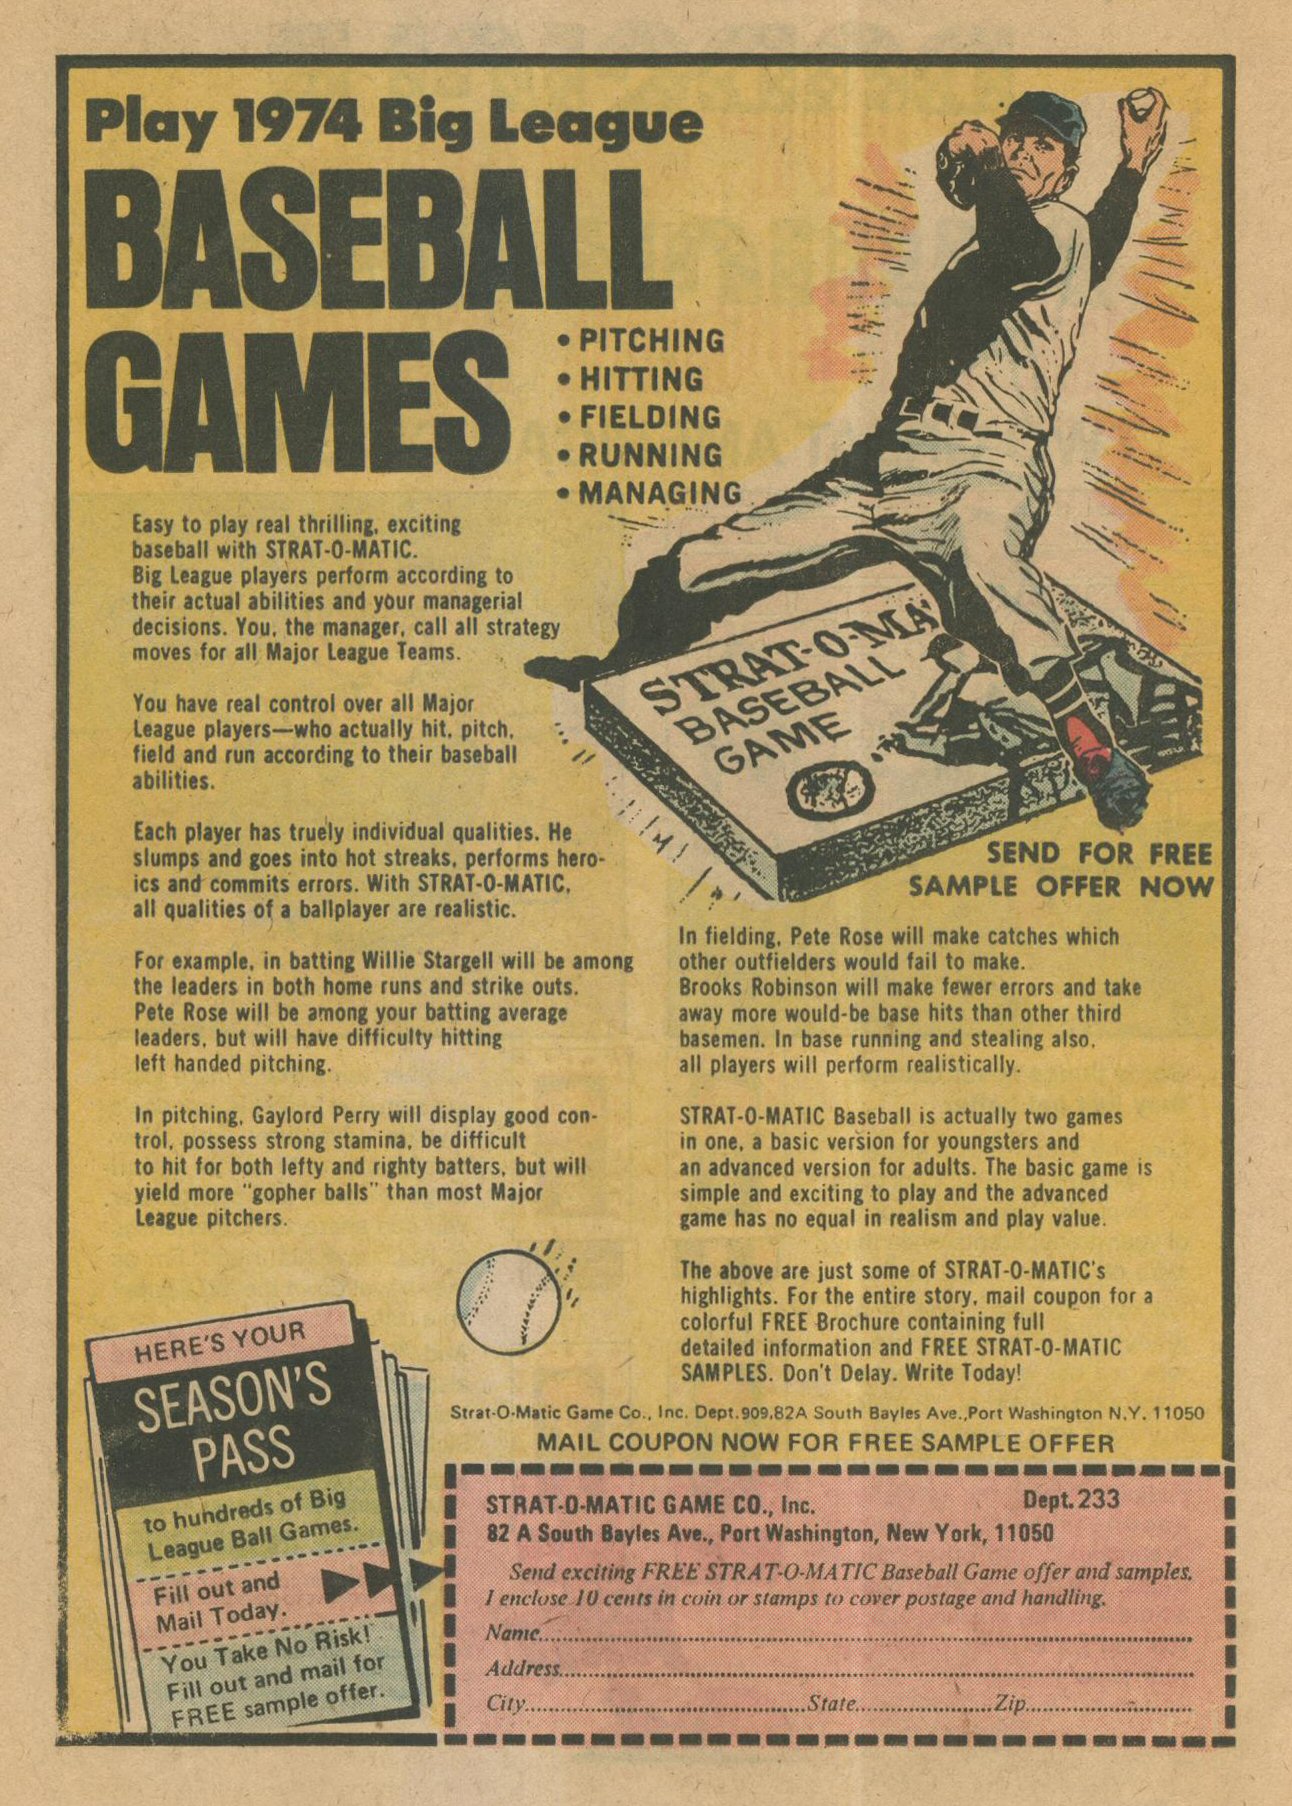 Play 1974 Big League
BASEBALL
GAMES
• PITCHING
• HITTING
• FIELDING
• RUNNING
• MANAGING
Easy to play real thrilling, exciting
baseball with STRAT-O-MATIC.
Big League players perform according to
their actual abilities and your managerial
decisions. You, the manager, call all strategy
moves for all Major League Teams.
You have real control over all Major
League players—who actually hit, pitch,
field and run according to their baseball
abilities.
Each player has truely individual qualities. He
slumps and goes into hot streaks, performs hero-
ics and commits errors. With STRAT-O-MATIC,
all qualities of a ballplayer are realistic.
For example, in batting Willie Stargell will be among
the leaders in both home runs and strike outs.
Pete Rose will be among your batting average
leaders, but will have difficulty hitting
left handed pitching.
In pitching, Gaylord Perry will display good con-
trol, possess strong stamina, be difficult
to hit for both lefty and righty batters, but will
yield more "gopher balls" than most Major
League pitchers.
STRAT-O-MA
BASEBALL
GAME
SEND FOR FREE
SAMPLE OFFER NOW
In fielding, Pete Rose will make catches which
other outfielders would fail to make.
Brooks Robinson will make fewer errors and take
away more would-be base hits than other third
basemen. In base running and stealing also,
all players will perform realistically.
STRAT-O-MATIC Baseball is actually two games
in one, a basic version for youngsters and
an advanced version for adults. The basic game is
simple and exciting to play and the advanced
game has no equal in realism and play value.
The above are just some of STRAT-O-MATIC's
highlights. For the entire story, mail coupon for a
colorful FREE Brochure containing full
detailed information and FREE STRAT-O-MATIC
SAMPLES. Don't Delay. Write Today!
Strat-O-Matic Game Co., Inc. Dept.909,82A South Bayles Ave.,Port Washington N.Y. 11050
MAIL COUPON NOW FOR FREE SAMPLE OFFER
HERE'S YOUR
SEASON'S
PASS
to hundreds of Big
League Ball Games.
Fill out and
Mail Today.
You Take No Risk!
Fill out and mail for
FREE sample offer.
STRAT-O-MATIC GAME CO., Inc. Dept.233
82 A South Bayles Ave., Port Washington, New York, 11050
Send exciting FREE STRAT-O-MATIC Baseball Game offer and samples.
I enclose 10 cents in coin or stamps to cover postage and handling.
Name
Address
City State Zip